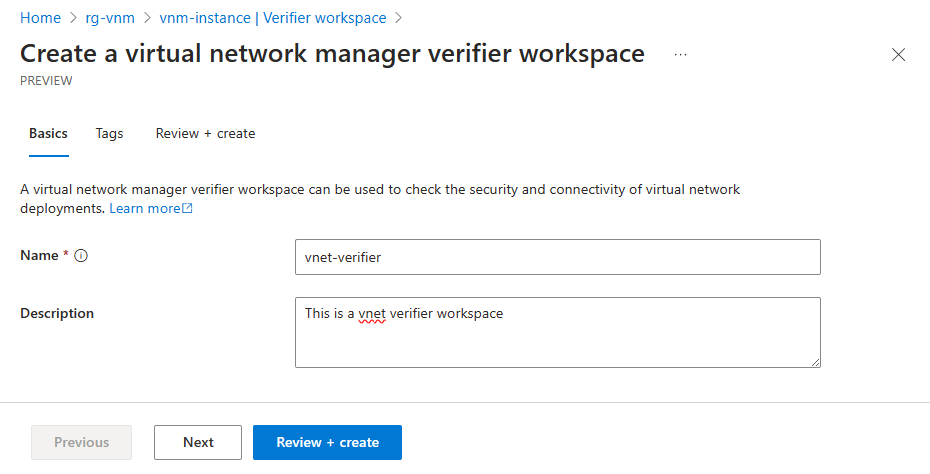 Home > rg-vnm > vnm-instance | Verifier workspace >
Create a virtual network manager verifier workspace ...
PREVIEW
Basics Tags Review + create
A virtual network manager verifier workspace can be used to check the security and connectivity of virtual network
deployments. Learn more
Name *
vnet-verifier
Description
This is a vnet verifier workspace
Previous Next Review + create